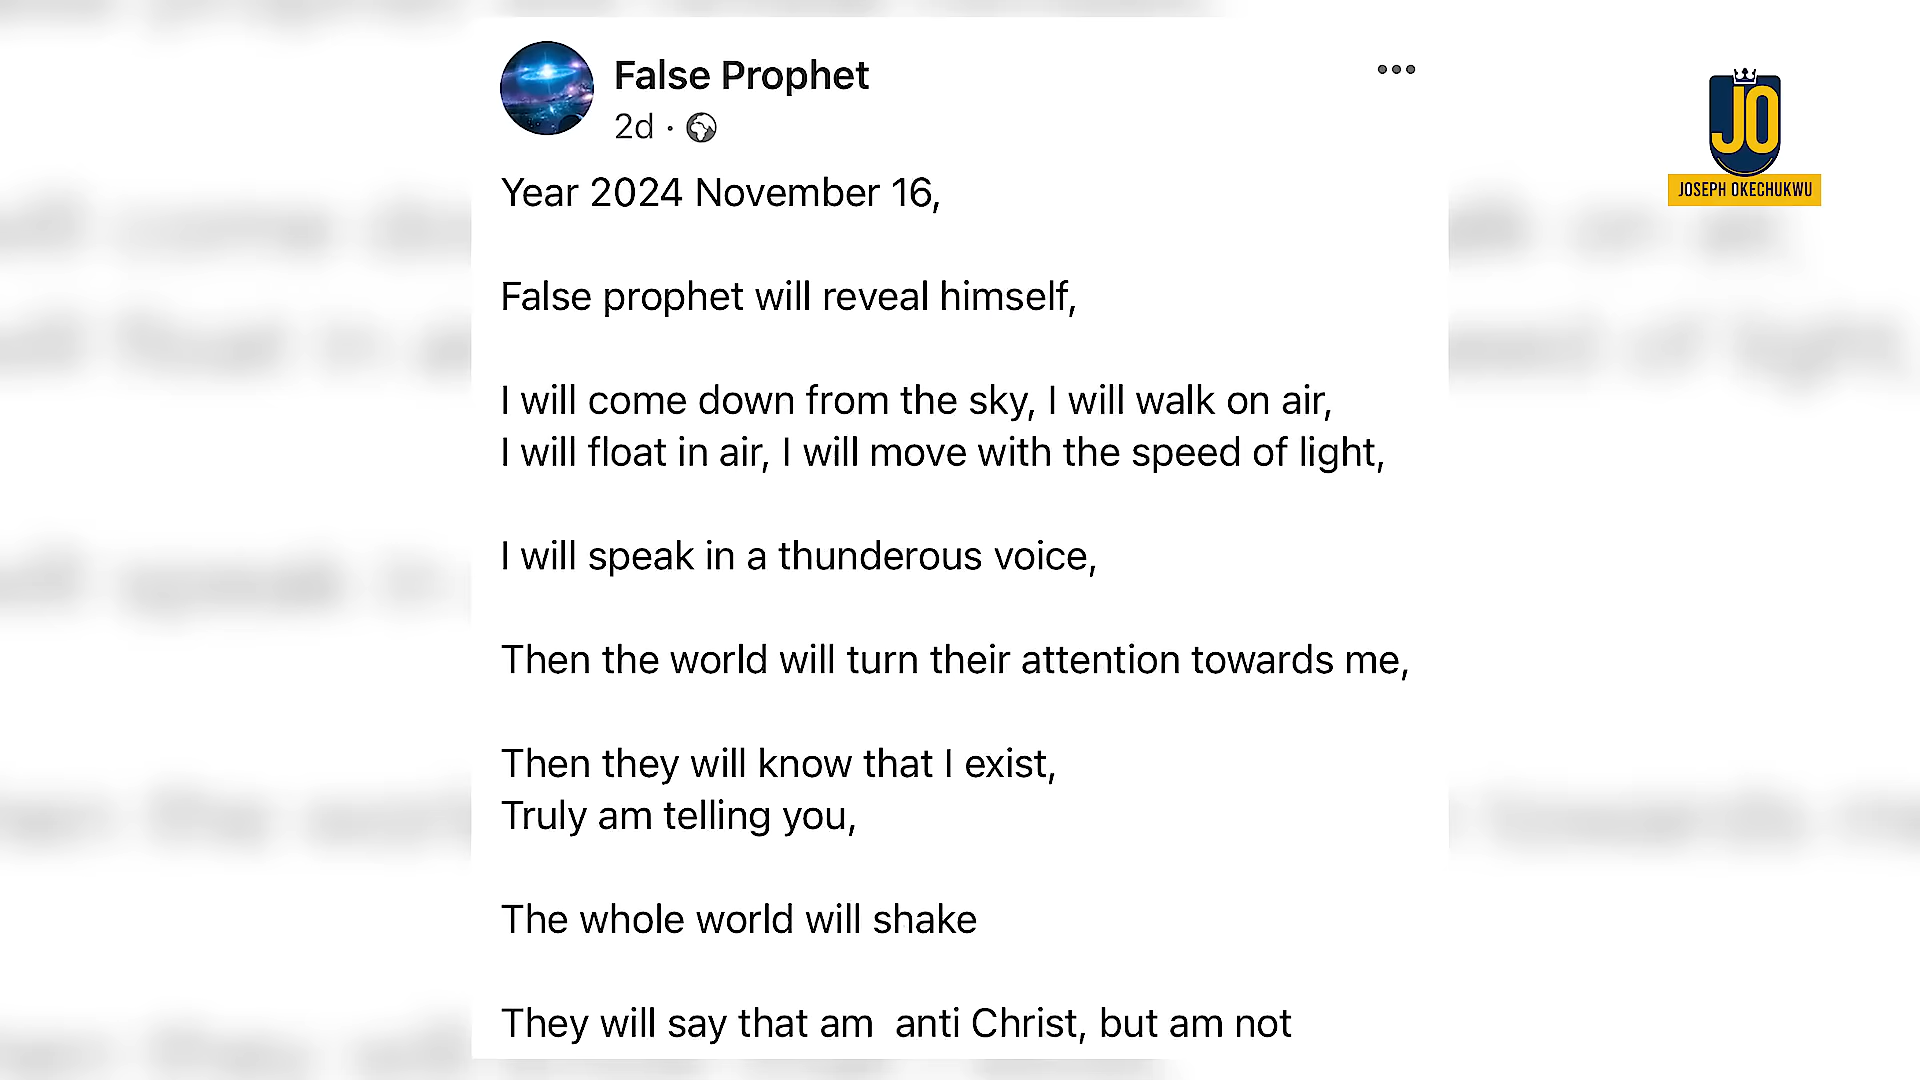 False Prophet
2d ·
Year 2024 November 16,
False prophet will reveal himself,
I will come down from the sky, I will walk on air,
I will float in air, I will move with the speed of light,
I will speak in a thunderous voice,
Then the world will turn their attention towards me,
Then they will know that I exist,
Truly am telling you,
The whole world will shake
They will say that am  anti Christ, but am not
JO
JOSEPH OKECHUKWU